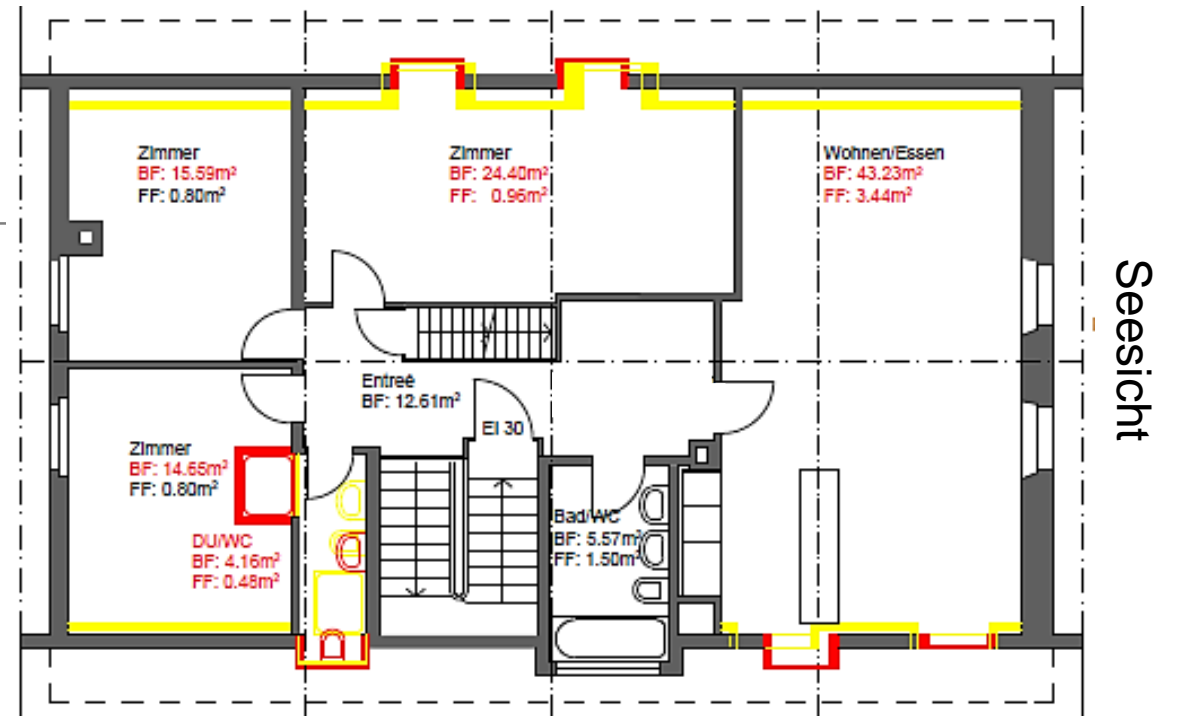 Zimmer
BF: 15.59m²
FF: 0.80m²
Zimmer
BF: 24.40m²
FF: 0.96m²
Wohnen/Essen
BF: 43.23m²
FF: 3.44m²
Seesicht
Entreé
BF: 12.61m²
EI 30
Zimmer
BF: 14.65m²
FF: 0.80m²
DU/WC
BF: 4.16m²
FF: 0.48m²
Bad/WC
BF: 5.57m²
FF: 1.50m²